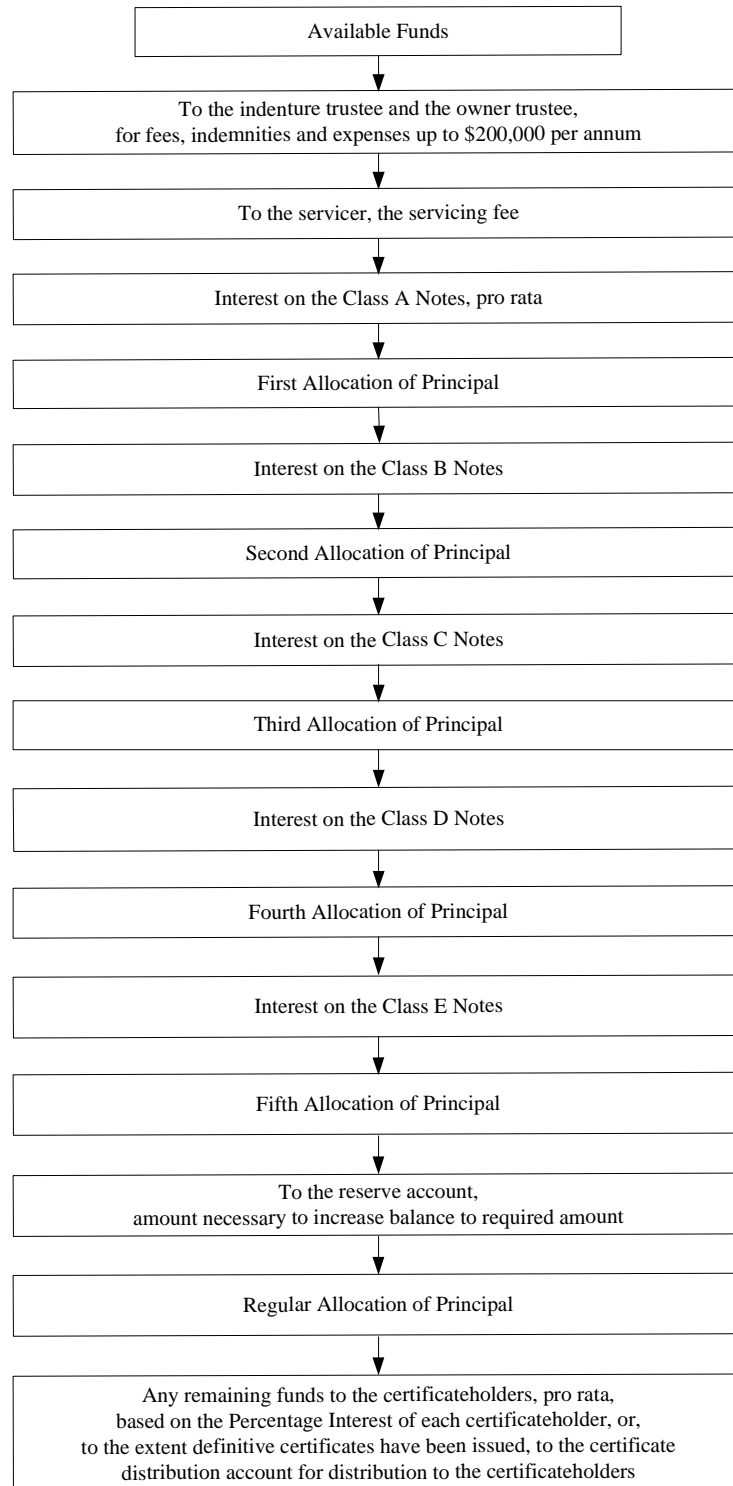 Available Funds
To the indenture trustee and the owner trustee,
for fees, indemnities and expenses up to $200,000 per annum
To the servicer, the servicing fee
Interest on the Class A Notes, pro rata
First Allocation of Principal
Interest on the Class B Notes
Second Allocation of Principal
Interest on the Class C Notes
Third Allocation of Principal
Interest on the Class D Notes
Fourth Allocation of Principal
Interest on the Class E Notes
Fifth Allocation of Principal
To the reserve account,
amount necessary to increase balance to required amount
Regular Allocation of Principal
Any remaining funds to the certificateholders, pro rata,
based on the Percentage Interest of each certificateholder, or,
to the extent definitive certificates have been issued, to the certificate
distribution account for distribution to the certificateholders